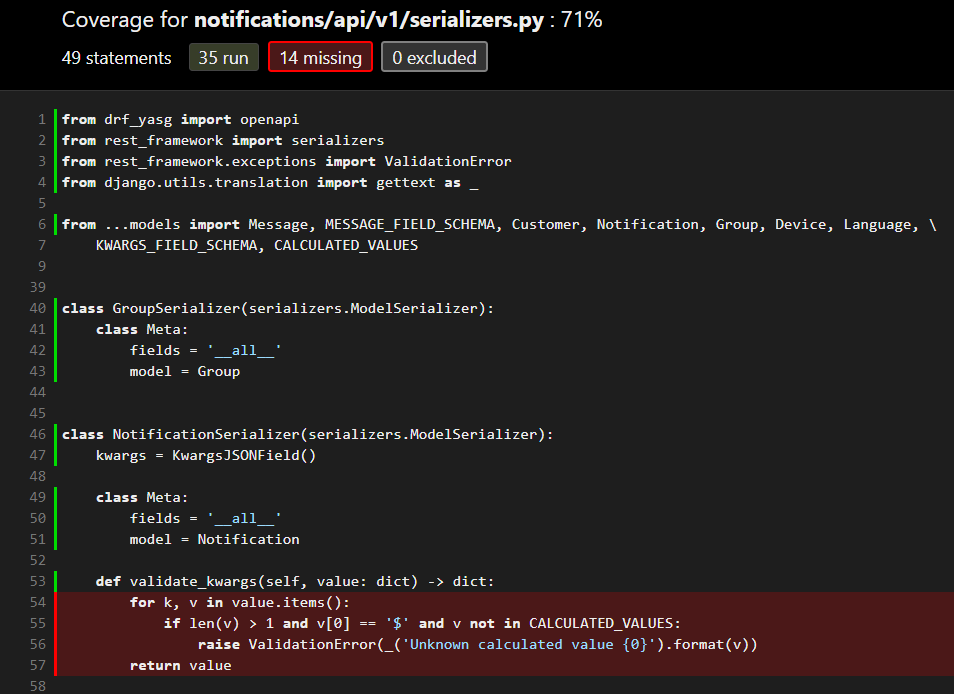 Coverage for notifications/api/v1/serializers.py : 71%
49 statements 35 run 14 missing 0 excluded
1 from drf_yasg import openapi
2 from rest_framework import serializers
3 from rest_framework.exceptions import ValidationError
4 from django.utils.translation import gettext as _
5
6 from ...models import Message, MESSAGE_FIELD_SCHEMA, Customer, Notification, Group, Device, Language, \
7     KWARGS_FIELD_SCHEMA, CALCULATED_VALUES
9
39
40 class GroupSerializer(serializers.ModelSerializer):
41     class Meta:
42         fields = '__all__'
43         model = Group
44
45
46 class NotificationSerializer(serializers.ModelSerializer):
47     kwargs = KwargsJSONField()
48
49     class Meta:
50         fields = '__all__'
51         model = Notification
52
53     def validate_kwargs(self, value: dict) -> dict:
54         for k, v in value.items():
55             if len(v) > 1 and v[0] == '$' and v not in CALCULATED_VALUES:
56                 raise ValidationError(_('Unknown calculated value {0}').format(v))
57         return value
58